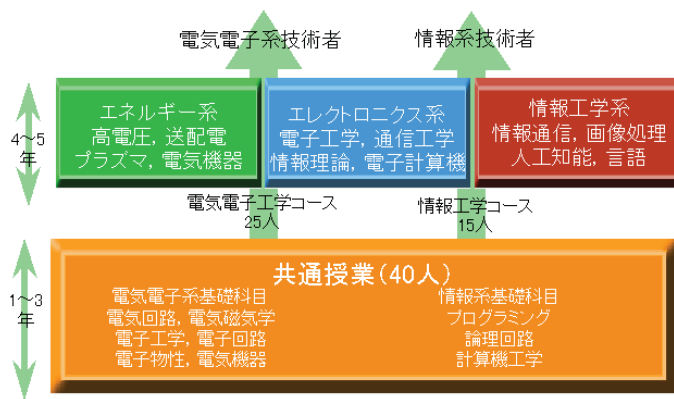 電気電子系技術者
情報系技術者
4～5
年
エネルギー系
高電圧, 送配電
プラズマ, 電気機器
エレクトロニクス系
電子工学, 通信工学
情報理論, 電子計算機
情報工学系
情報通信, 画像処理
人工知能, 言語
電気電子工学コース
25人
情報工学コース
15人
1～3
年
共通授業(40人)
電気電子系基礎科目
電気回路, 電気磁気学
電子工学, 電子回路
電子物性, 電気機器
情報系基礎科目
プログラミング
論理回路
計算機工学